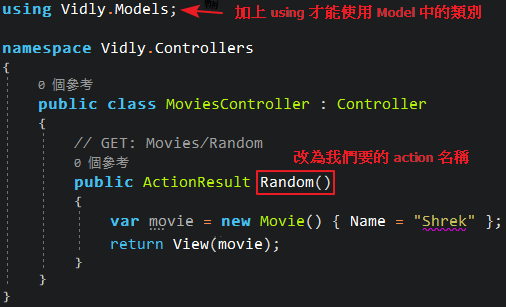 using Vidly.Models; 加上 using 才能使用 Model 中的類別
namespace Vidly.Controllers
{
0 個參考
public class MoviesController : Controller
{
// GET: Movies/Random
0 個參考 改為我們要的 action 名稱
public ActionResult Random()
{
var movie = new Movie() { Name = "Shrek" };
return View(movie);
}
}
}